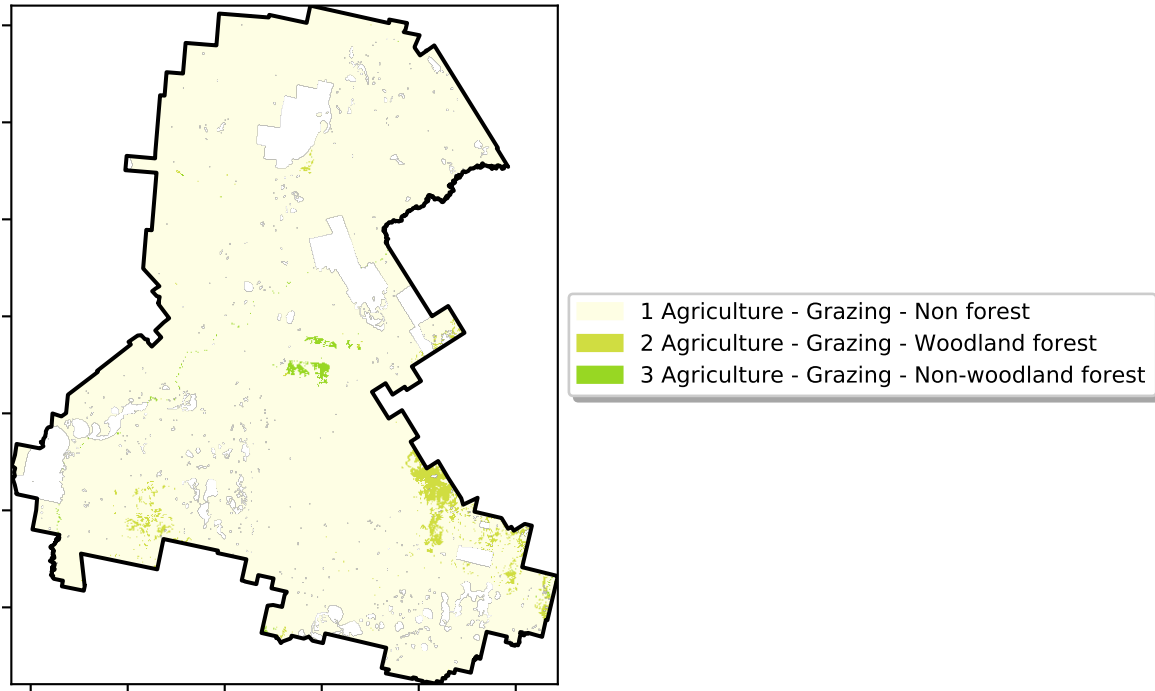 1 Agriculture - Grazing - Non forest
2 Agriculture - Grazing - Woodland forest
3 Agriculture - Grazing - Non-woodland forest